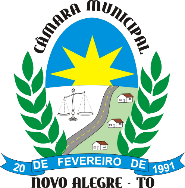 CÂMARA MUNICIPAL
20 DE FEVEREIRO DE 1991
NOVO ALEGRE - TO